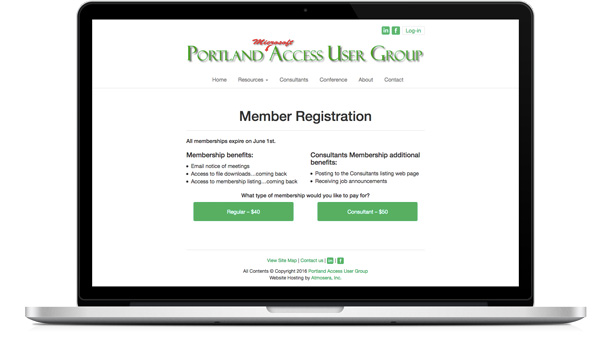 Log-in
Microsoft
Portland Access User Group
Home Resources Consultants Conference About Contact
Member Registration
All memberships expire on June 1st.
Membership benefits:
• Email notice of meetings
• Access to file downloads...coming back
• Access to membership listing...coming back
Consultants Membership additional
benefits:
• Posting to the Consultants listing web page
• Receiving job announcements
What type of membership would you like to pay for?
Regular – $40
Consultant – $50
View Site Map | Contact us | in | f
All Contents © Copyright 2016 Portland Access User Group
Website Hosting by Atmosera, Inc.